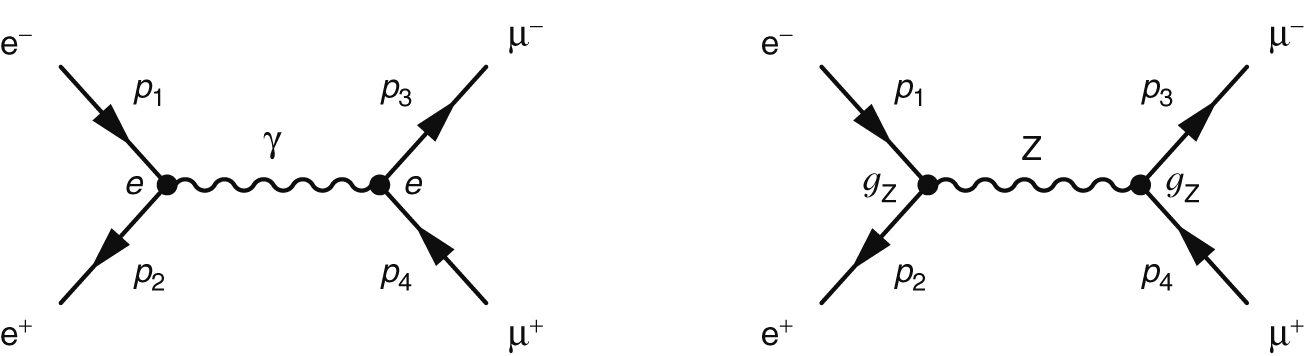 e⁻ μ⁻ e⁻ μ⁻
p₁ p₃ p₁ p₃
γ Z
e e g_Z g_Z
p₂ p₄ p₂ p₄
e⁺ μ⁺ e⁺ μ⁺